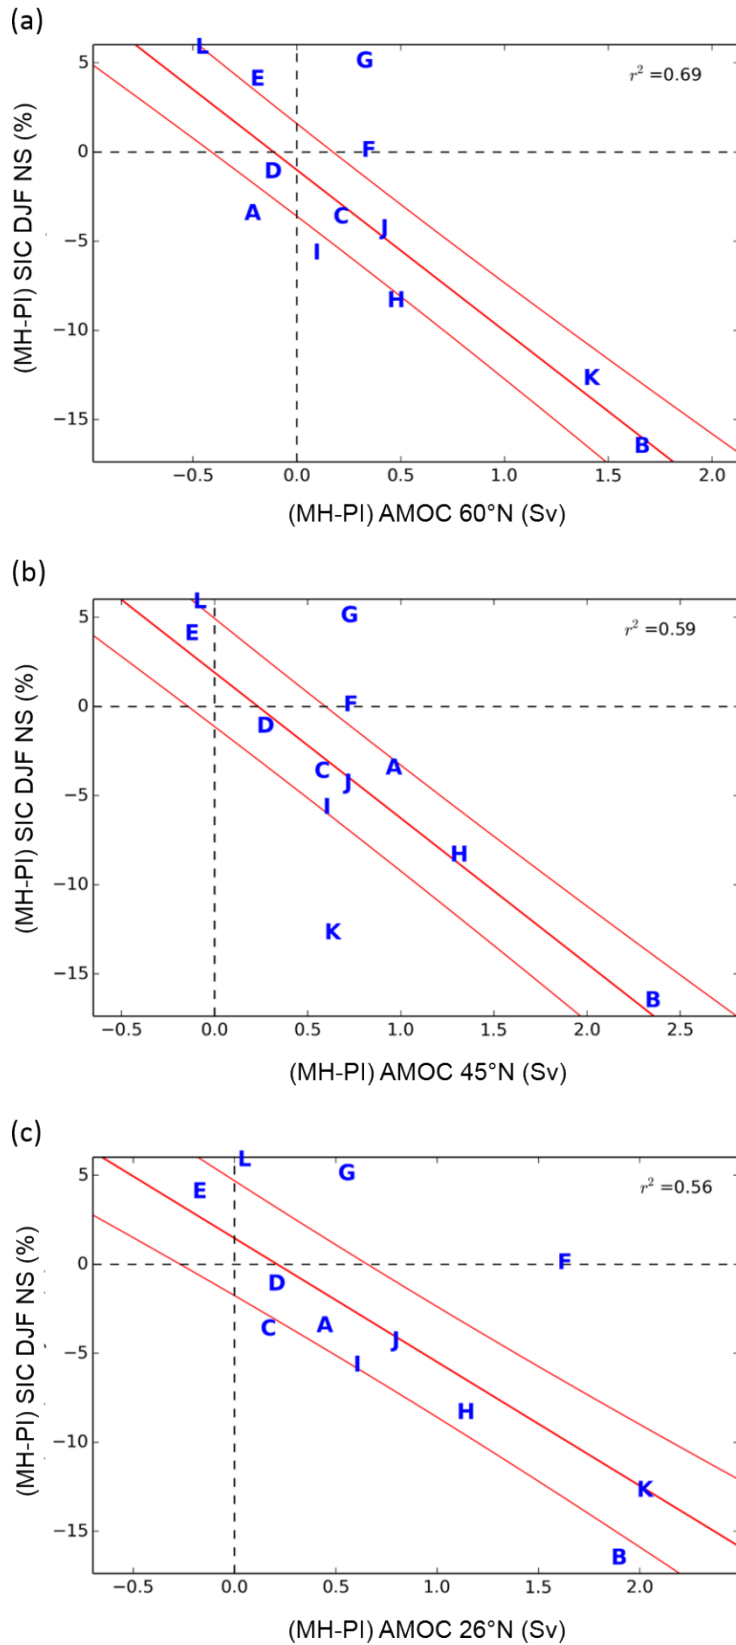 (a)
L
E
G
r² =0.69
5
F
0
D
A
C
J
I
−5
H
−10
K
B
−15
(MH-PI) SIC DJF NS (%)
−0.5 0.0 0.5 1.0 1.5 2.0
(MH-PI) AMOC 60°N (Sv)
(b)
L
E
G
r² =0.59
5
F
0
D
C
J
A
I
−5
H
−10
K
B
−15
(MH-PI) SIC DJF NS (%)
−0.5 0.0 0.5 1.0 1.5 2.0 2.5
(MH-PI) AMOC 45°N (Sv)
(c)
L
E
G
r² =0.56
5
F
0
D
C
A
J
I
−5
H
−10
K
B
−15
(MH-PI) SIC DJF NS (%)
−0.5 0.0 0.5 1.0 1.5 2.0
(MH-PI) AMOC 26°N (Sv)